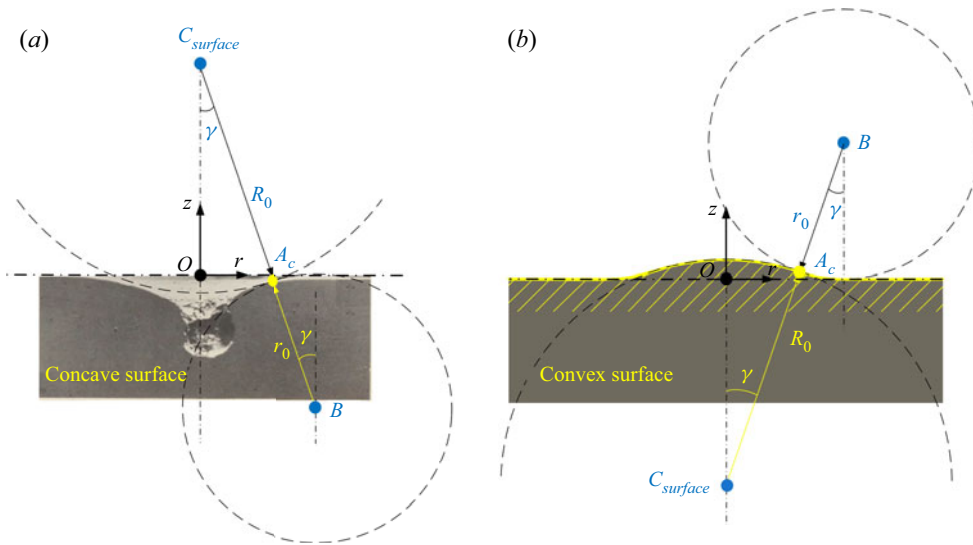 (a)
C_surface
γ
R_0
z
O
r
A_c
r_0
γ
Concave surface
B
(b)
B
γ
r_0
z
A_c
O
r
R_0
γ
Convex surface
C_surface